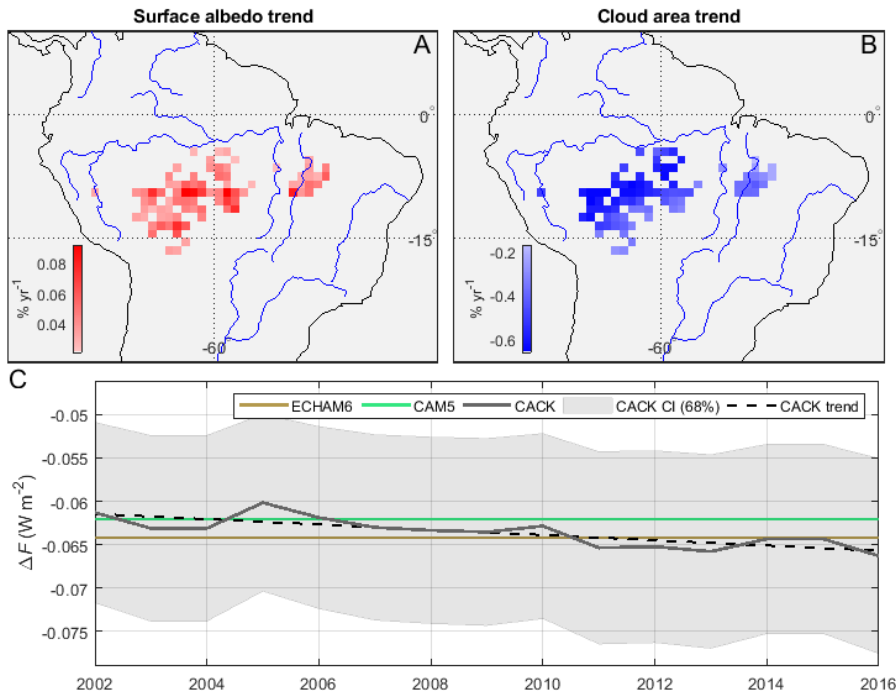 Surface albedo trend
A
0°
-15°
-60
0.08
0.06
0.04
% yr-1
Cloud area trend
B
0°
-15°
-60
-0.2
-0.4
-0.6
% yr-1
C
ECHAM6
CAM5
CACK
CACK CI (68%)
CACK trend
-0.05
-0.055
-0.06
-0.065
-0.07
-0.075
ΔF (W m-2)
2002 2004 2006 2008 2010 2012 2014 2016